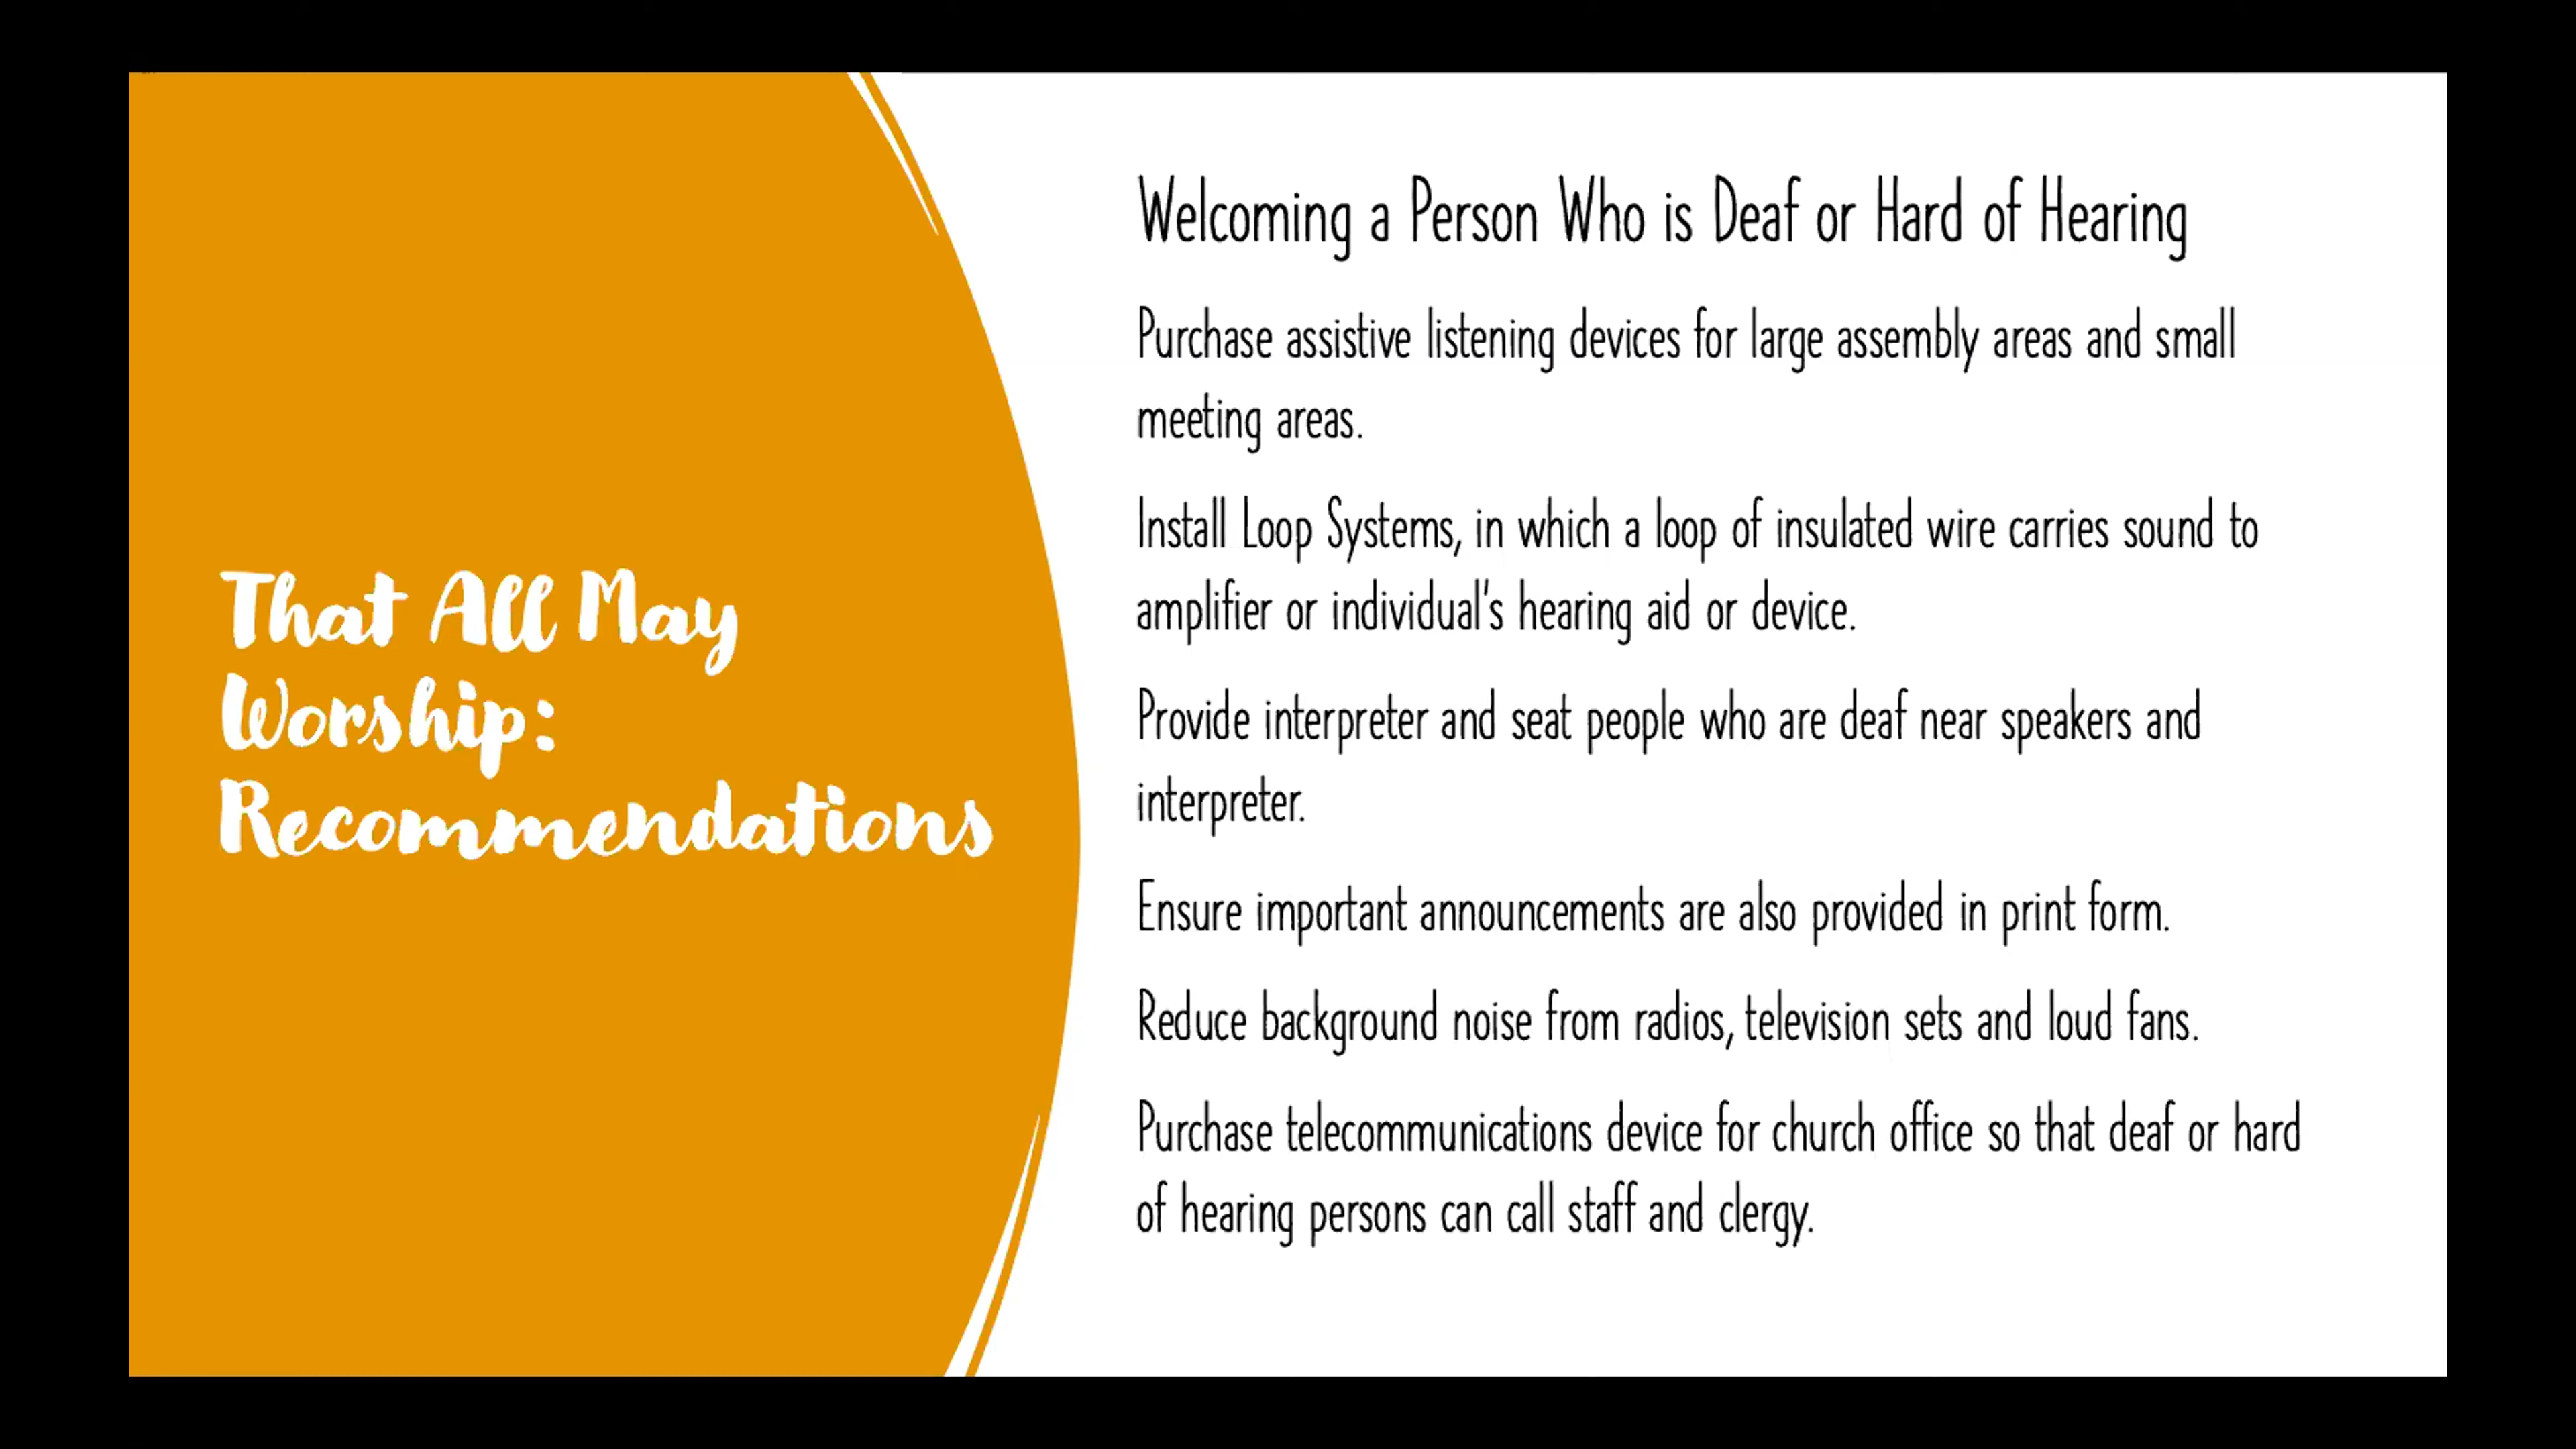 That All May
Worship:
Recommendations
Welcoming a Person Who is Deaf or Hard of Hearing
Purchase assistive listening devices for large assembly areas and small
meeting areas.
Install Loop Systems, in which a loop of insulated wire carries sound to
amplifier or individual's hearing aid or device.
Provide interpreter and seat people who are deaf near speakers and
interpreter.
Ensure important announcements are also provided in print form.
Reduce background noise from radios, television sets and loud fans.
Purchase telecommunications device for church office so that deaf or hard
of hearing persons can call staff and clergy.